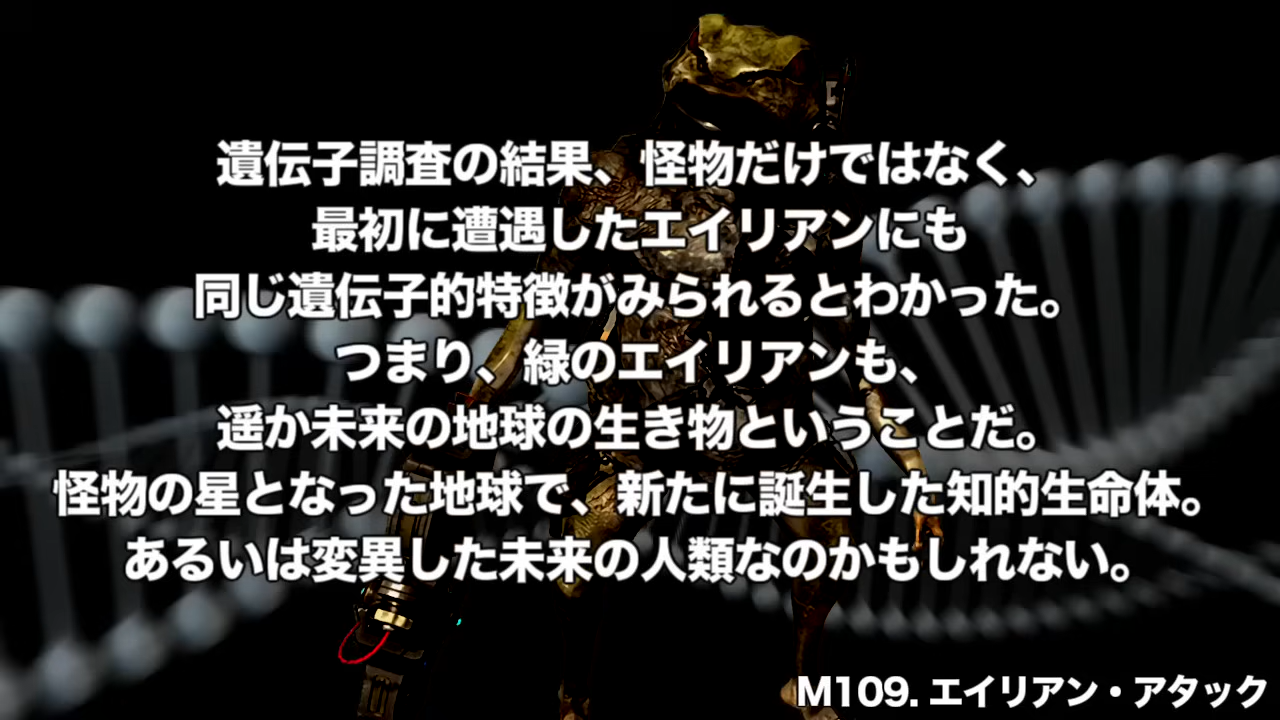 遺伝子調査の結果、怪物だけではなく、
最初に遭遇したエイリアンにも
同じ遺伝子的特徴がみられるとわかった。
つまり、緑のエイリアンも、
遥か未来の地球の生き物ということだ。
怪物の星となった地球で、新たに誕生した知的生命体。
あるいは変異した未来の人類なのかもしれない。
M109. エイリアン・アタック